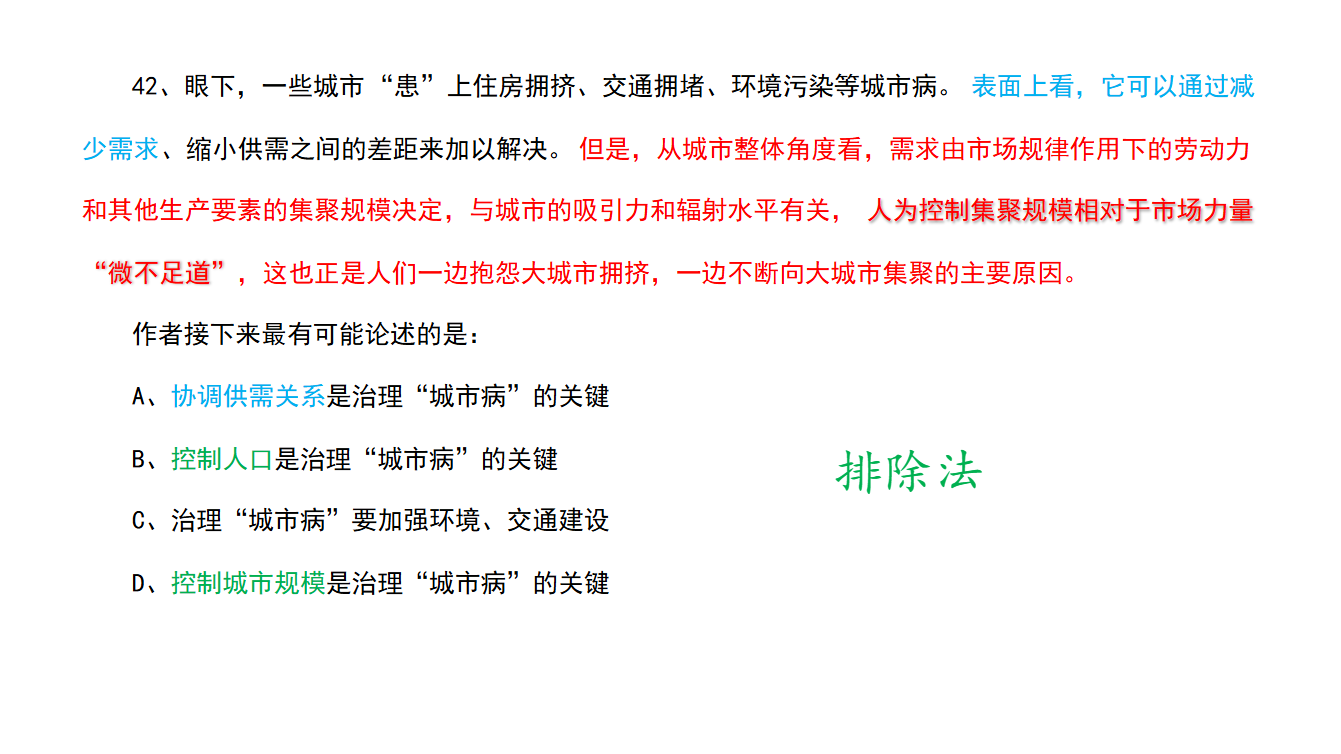 42、眼下，一些城市“患”上住房拥挤、交通拥堵、环境污染等城市病。表面上看，它可以通过减
少需求、缩小供需之间的差距来加以解决。但是，从城市整体角度看，需求由市场规律作用下的劳动力
和其他生产要素的集聚规模决定，与城市的吸引力和辐射水平有关， 人为控制集聚规模相对于市场力量
“微不足道”，这也正是人们一边抱怨大城市拥挤，一边不断向大城市集聚的主要原因。
作者接下来最有可能论述的是：
A、协调供需关系是治理“城市病”的关键
B、控制人口是治理“城市病”的关键
排除法
C、治理“城市病”要加强环境、交通建设
D、控制城市规模是治理“城市病”的关键